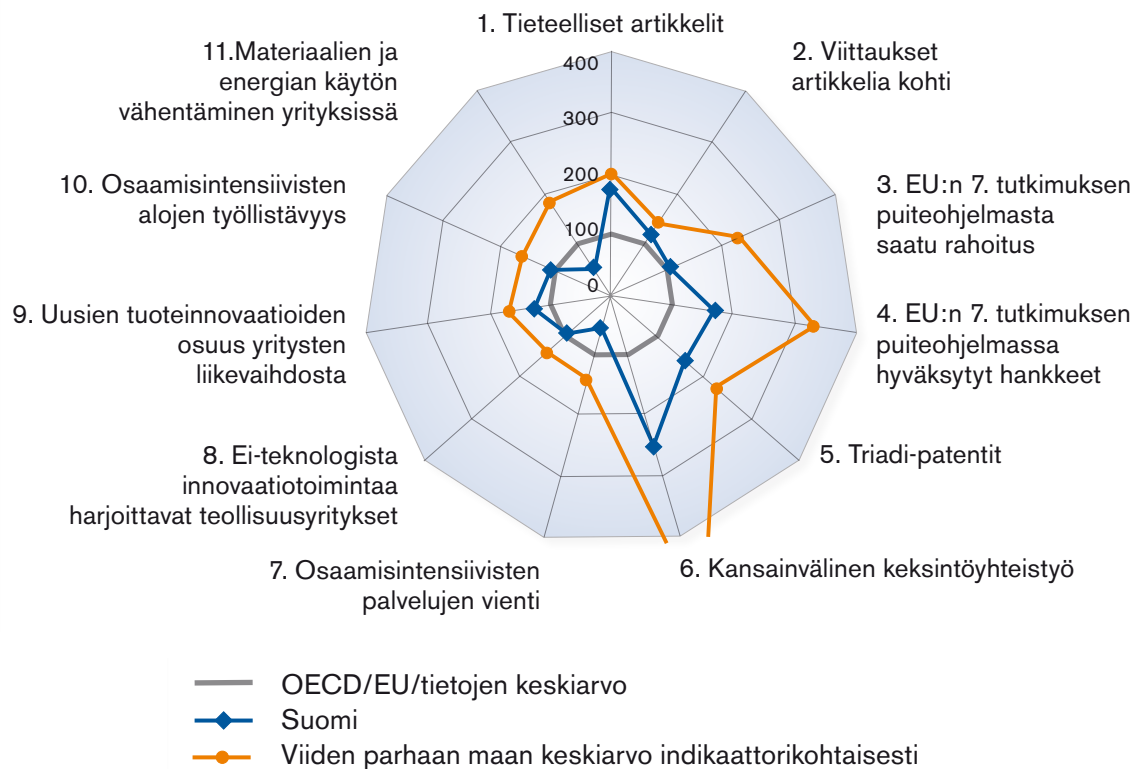 1. Tieteelliset artikkelit
2. Viittaukset
artikkelia kohti
3. EU:n 7. tutkimuksen
puiteohjelmasta
saatu rahoitus
4. EU:n 7. tutkimuksen
puiteohjelmassa
hyväksytyt hankkeet
5. Triadi-patentit
6. Kansainvälinen keksintöyhteistyö
7. Osaamisintensiivisten
palvelujen vienti
8. Ei-teknologista
innovaatiotoimintaa
harjoittavat teollisuusyritykset
9. Uusien tuoteinnovaatioiden
osuus yritysten
liikevaihdosta
10. Osaamisintensiivisten
alojen työllistävyys
11.Materiaalien ja
energian käytön
vähentäminen yrityksissä
400
300
200
100
0
OECD/EU/tietojen keskiarvo
Suomi
Viiden parhaan maan keskiarvo indikaattorikohtaisesti